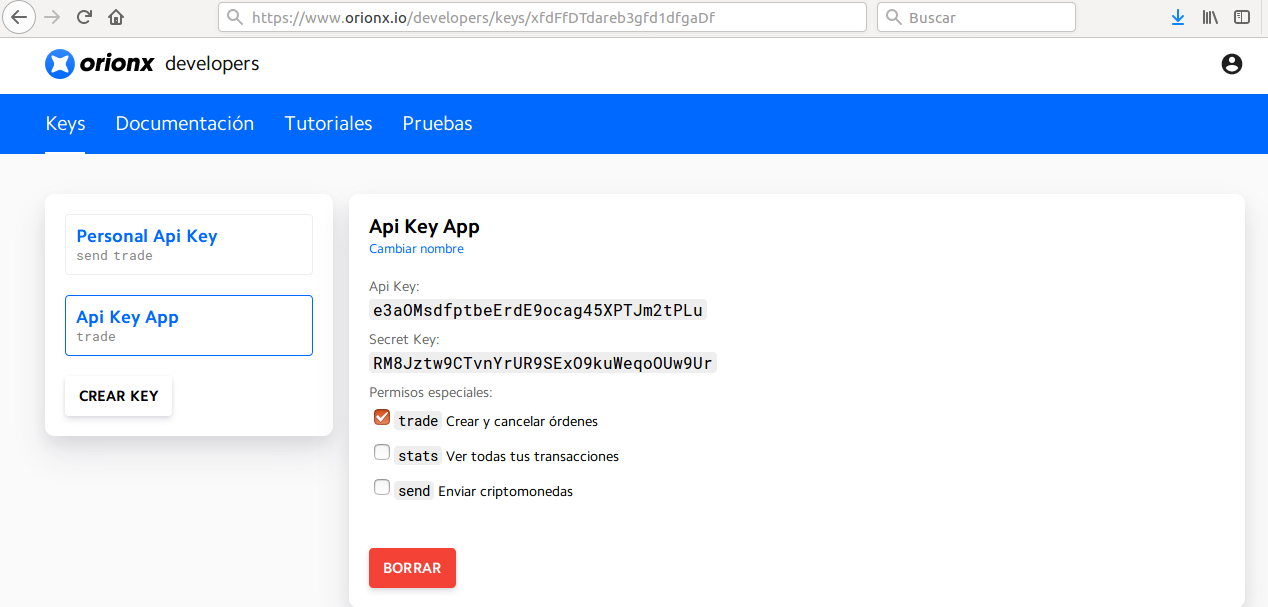 https://www.orionx.io/developers/keys/xfdFfDTdareb3gfd1dfgaDf
Buscar
orionx developers
Keys Documentación Tutoriales Pruebas
Personal Api Key
send trade
Api Key App
trade
CREAR KEY
Api Key App
Cambiar nombre
Api Key:
e3aOMsdfptbeErdE9ocag45XPTJm2tPLu
Secret Key:
RM8Jztw9CTvnYrUR9SExO9kuWeqoOUw9Ur
Permisos especiales:
trade Crear y cancelar órdenes
stats Ver todas tus transacciones
send Enviar criptomonedas
BORRAR